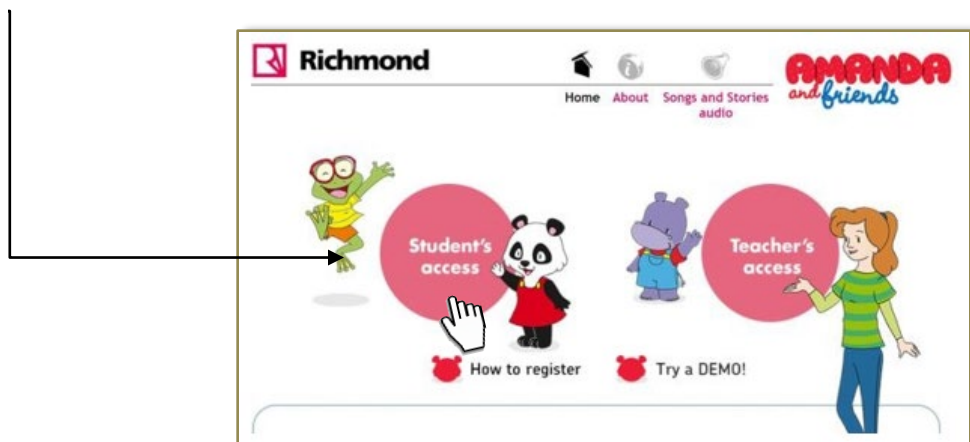 Richmond
Home About Songs and Stories
audio
AMANDA
and friends
Student's
access
Teacher's
access
How to register
Try a DEMO!